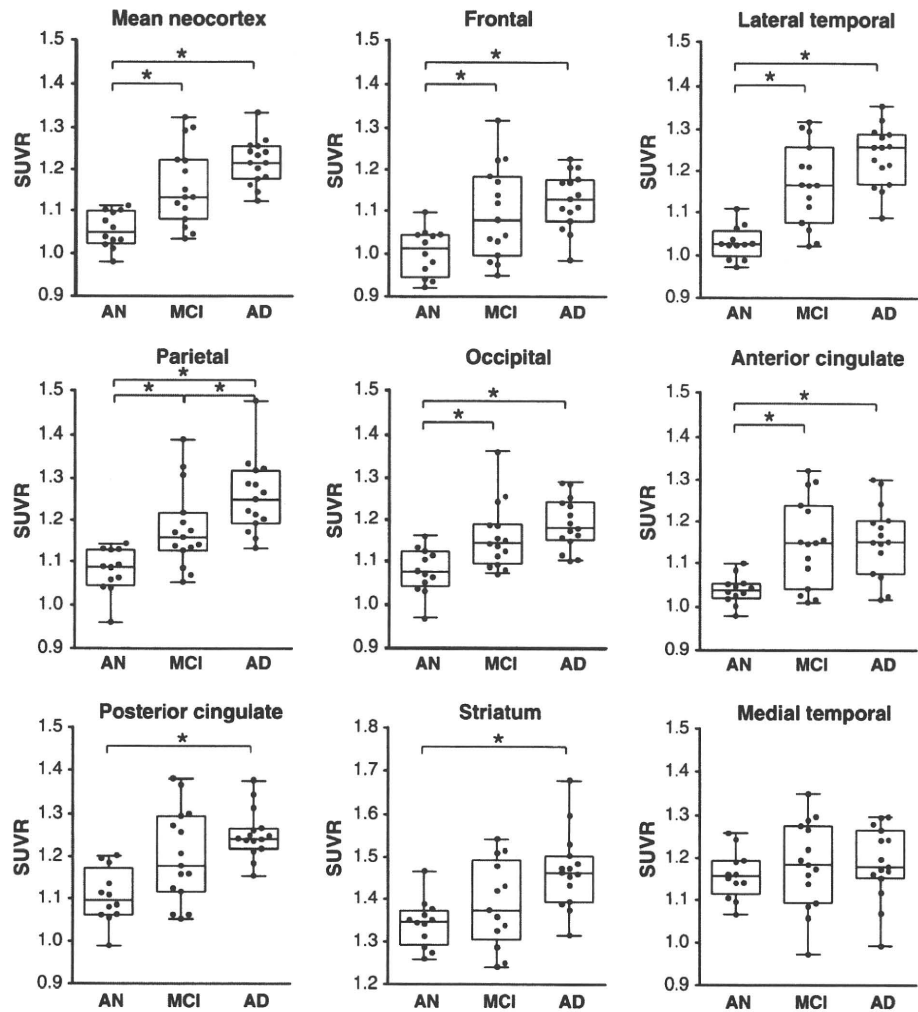 Mean neocortex
1.5
1.4
1.3
1.2
1.1
1.0
0.9
SUVR
*
*
AN MCI AD
Frontal
1.5
1.4
1.3
1.2
1.1
1.0
0.9
SUVR
*
*
AN MCI AD
Lateral temporal
1.5
1.4
1.3
1.2
1.1
1.0
0.9
SUVR
*
*
AN MCI AD
Parietal
1.5
1.4
1.3
1.2
1.1
1.0
0.9
SUVR
*
* *
AN MCI AD
Occipital
1.5
1.4
1.3
1.2
1.1
1.0
0.9
SUVR
*
*
AN MCI AD
Anterior cingulate
1.5
1.4
1.3
1.2
1.1
1.0
0.9
SUVR
*
*
AN MCI AD
Posterior cingulate
1.5
1.4
1.3
1.2
1.1
1.0
0.9
SUVR
*
AN MCI AD
Striatum
1.8
1.7
1.6
1.5
1.4
1.3
1.2
SUVR
*
AN MCI AD
Medial temporal
1.5
1.4
1.3
1.2
1.1
1.0
0.9
SUVR
AN MCI AD